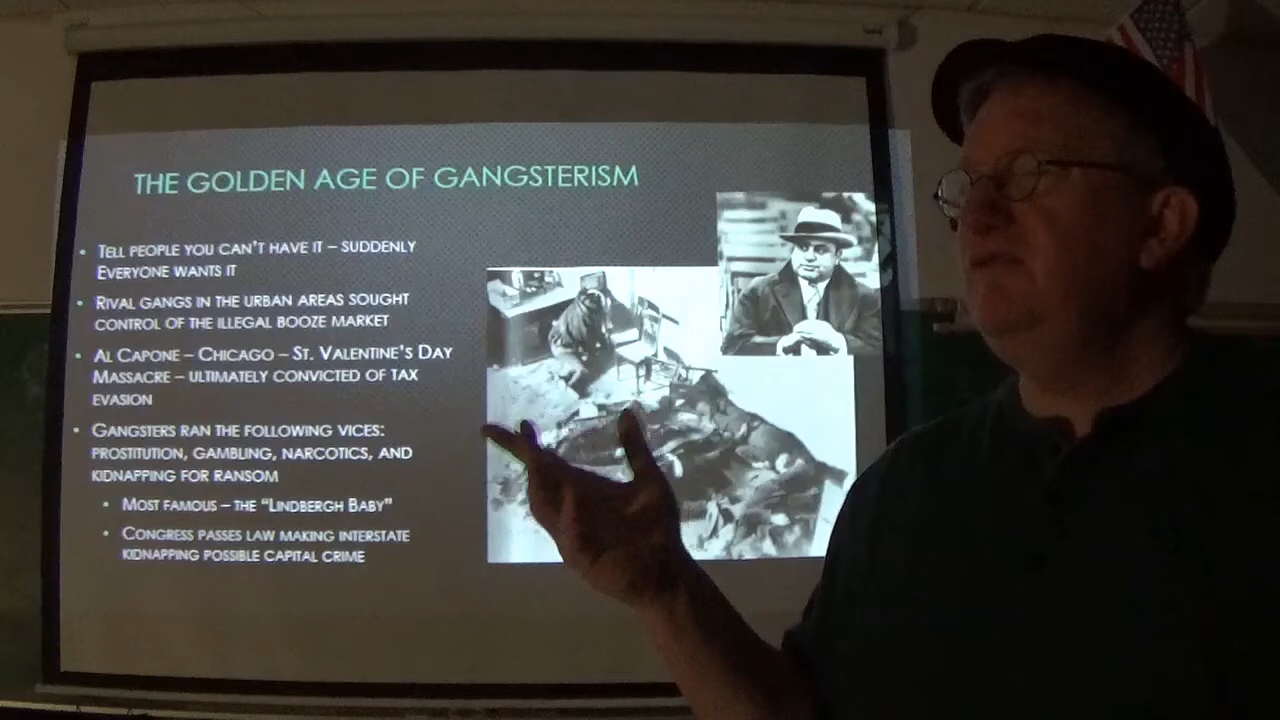 THE GOLDEN AGE OF GANGSTERISM
• TELL PEOPLE YOU CAN'T HAVE IT – SUDDENLY
EVERYONE WANTS IT
• RIVAL GANGS IN THE URBAN AREAS SOUGHT
CONTROL OF THE ILLEGAL BOOZE MARKET
• AL CAPONE – CHICAGO – ST. VALENTINE'S DAY
MASSACRE – ULTIMATELY CONVICTED OF TAX
EVASION
• GANGSTERS RAN THE FOLLOWING VICES:
PROSTITUTION, GAMBLING, NARCOTICS, AND
KIDNAPPING FOR RANSOM
• MOST FAMOUS – THE "LINDBERGH BABY"
• CONGRESS PASSES LAW MAKING INTERSTATE
KIDNAPPING POSSIBLE CAPITAL CRIME